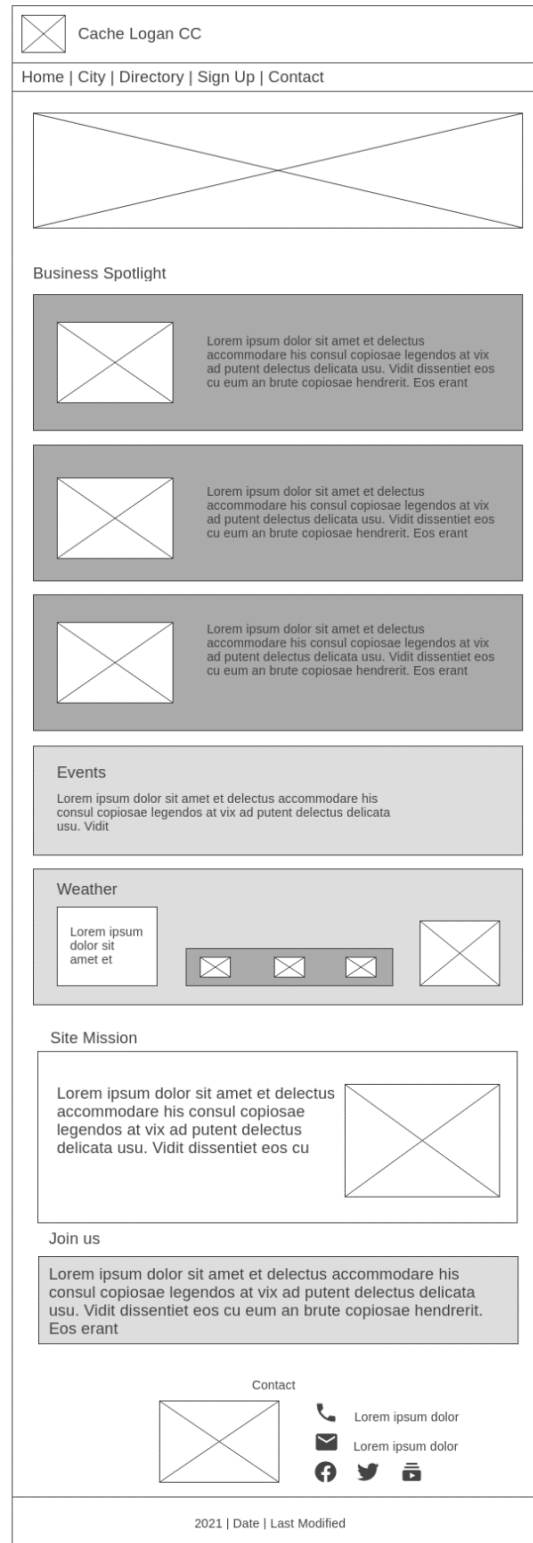 Cache Logan CC
Home | City | Directory | Sign Up | Contact
Business Spotlight
Lorem ipsum dolor sit amet et delectus
accommodare his consul copiosae legendos at vix
ad putent delectus delicata usu. Vidit dissentiet eos
cu eum an brute copiosae hendrerit. Eos erant
Lorem ipsum dolor sit amet et delectus
accommodare his consul copiosae legendos at vix
ad putent delectus delicata usu. Vidit dissentiet eos
cu eum an brute copiosae hendrerit. Eos erant
Lorem ipsum dolor sit amet et delectus
accommodare his consul copiosae legendos at vix
ad putent delectus delicata usu. Vidit dissentiet eos
cu eum an brute copiosae hendrerit. Eos erant
Events
Lorem ipsum dolor sit amet et delectus accommodare his
consul copiosae legendos at vix ad putent delectus delicata
usu. Vidit
Weather
Lorem ipsum
dolor sit
amet et
Site Mission
Lorem ipsum dolor sit amet et delectus
accommodare his consul copiosae
legendos at vix ad putent delectus
delicata usu. Vidit dissentiet eos cu
Join us
Lorem ipsum dolor sit amet et delectus accommodare his
consul copiosae legendos at vix ad putent delectus delicata
usu. Vidit dissentiet eos cu eum an brute copiosae hendrerit.
Eos erant
Contact
Lorem ipsum dolor
Lorem ipsum dolor
2021 | Date | Last Modified